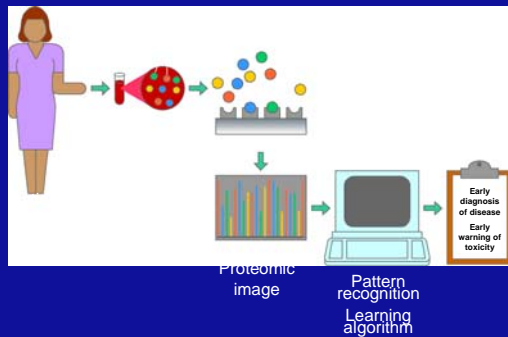 Early
diagnosis
of disease
Early
warning of
toxicity
Proteomic
image
Pattern
recognition
Learning
algorithm